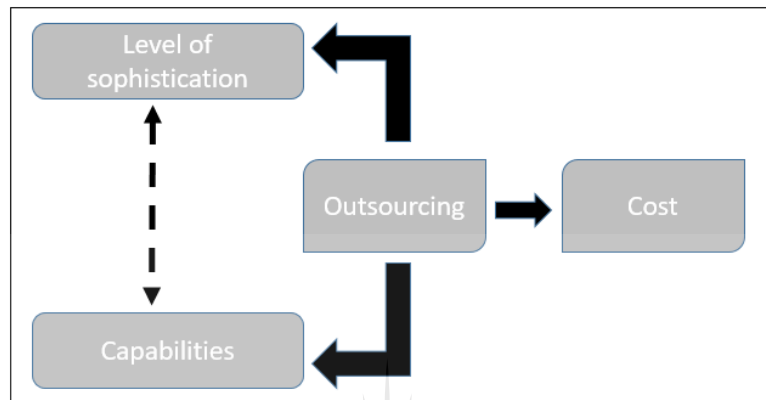 Level of
sophistication
Outsourcing
Cost
Capabilities